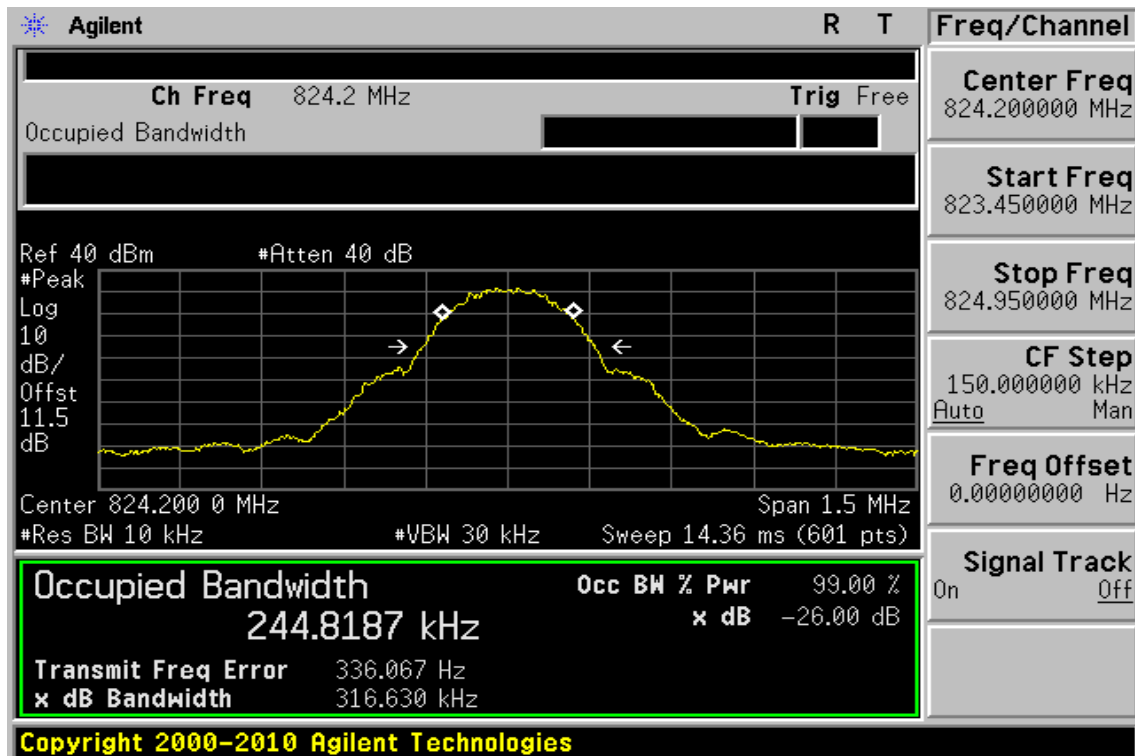 Agilent R T
Freq/Channel
Ch Freq 824.2 MHz Trig Free
Occupied Bandwidth
Center Freq
824.200000 MHz
Start Freq
823.450000 MHz
Stop Freq
824.950000 MHz
CF Step
150.000000 kHz
Auto Man
Freq Offset
0.00000000 Hz
Signal Track
On Off
Ref 40 dBm #Atten 40 dB
#Peak
Log
10
dB/
Offst
11.5
dB
Center 824.200 0 MHz Span 1.5 MHz
#Res BW 10 kHz #VBW 30 kHz Sweep 14.36 ms (601 pts)
Occupied Bandwidth Occ BW % Pwr 99.00 %
244.8187 kHz x dB -26.00 dB
Transmit Freq Error 336.067 Hz
x dB Bandwidth 316.630 kHz
Copyright 2000-2010 Agilent Technologies